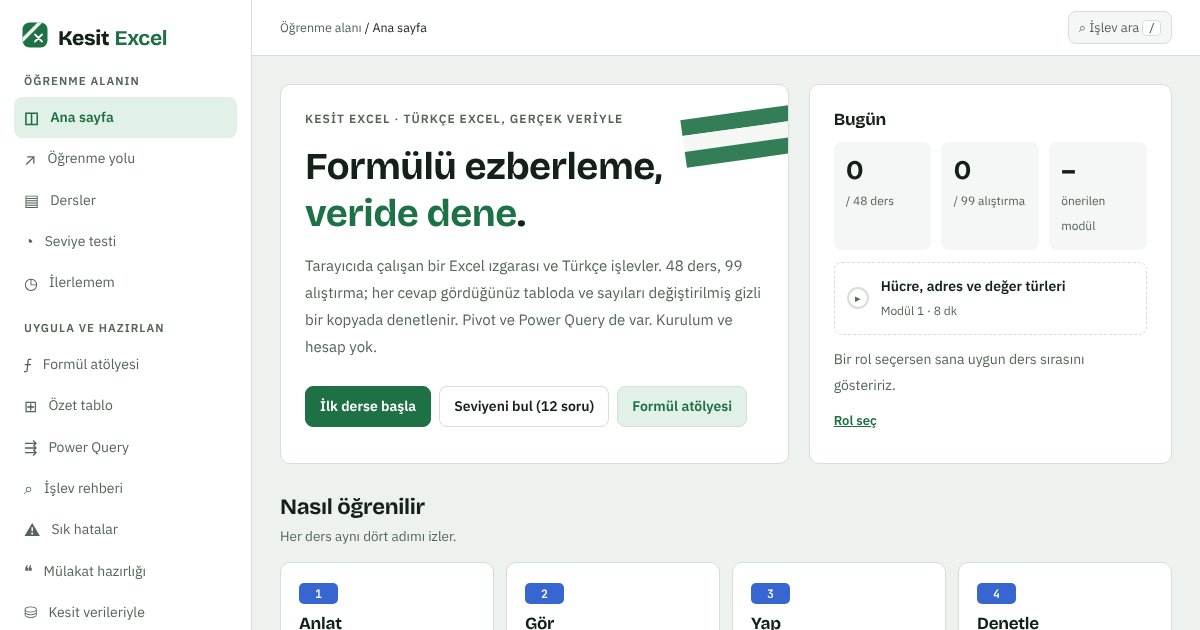 Kesit Excel
ÖĞRENME ALANIN
Ana sayfa
Öğrenme yolu
Dersler
Seviye testi
İlerlemem
UYGULA VE HAZIRLAN
Formül atölyesi
Özet tablo
Power Query
İşlev rehberi
Sık hatalar
Mülakat hazırlığı
Kesit verileriyle
Öğrenme alanı / Ana sayfa
İşlev ara /
KESİT EXCEL · TÜRKÇE EXCEL, GERÇEK VERİYLE
Formülü ezberleme,
veride dene.
Tarayıcıda çalışan bir Excel ızgarası ve Türkçe işlevler. 48 ders, 99
alıştırma; her cevap gördüğünüz tabloda ve sayıları değiştirilmiş gizli
bir kopyada denetlenir. Pivot ve Power Query de var. Kurulum ve
hesap yok.
İlk derse başla
Seviyeni bul (12 soru)
Formül atölyesi
Bugün
0
/ 48 ders
0
/ 99 alıştırma
–
önerilen
modül
Hücre, adres ve değer türleri
Modül 1 · 8 dk
Bir rol seçersen sana uygun ders sırasını
gösteririz.
Rol seç
Nasıl öğrenilir
Her ders aynı dört adımı izler.
1
Anlat
2
Gör
3
Yap
4
Denetle